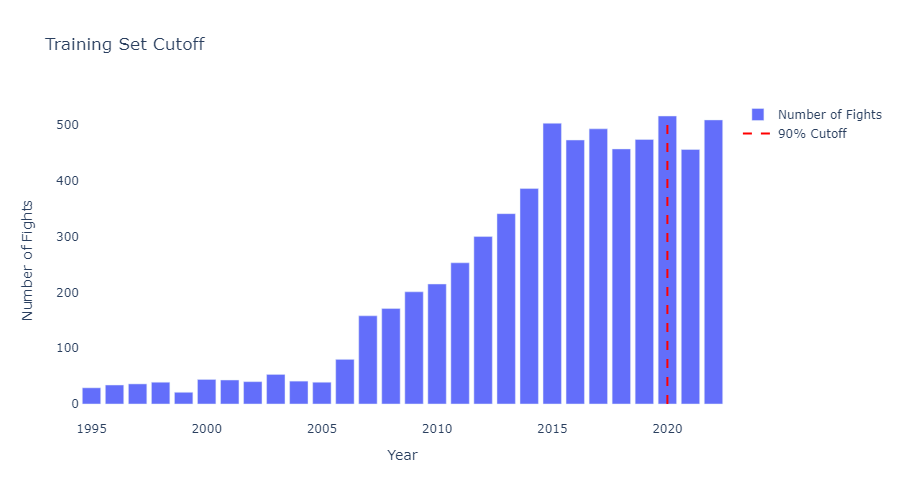 Training Set Cutoff
Number of Fights
90% Cutoff
500
400
300
200
100
0
Number of Fights
1995 2000 2005 2010 2015 2020
Year